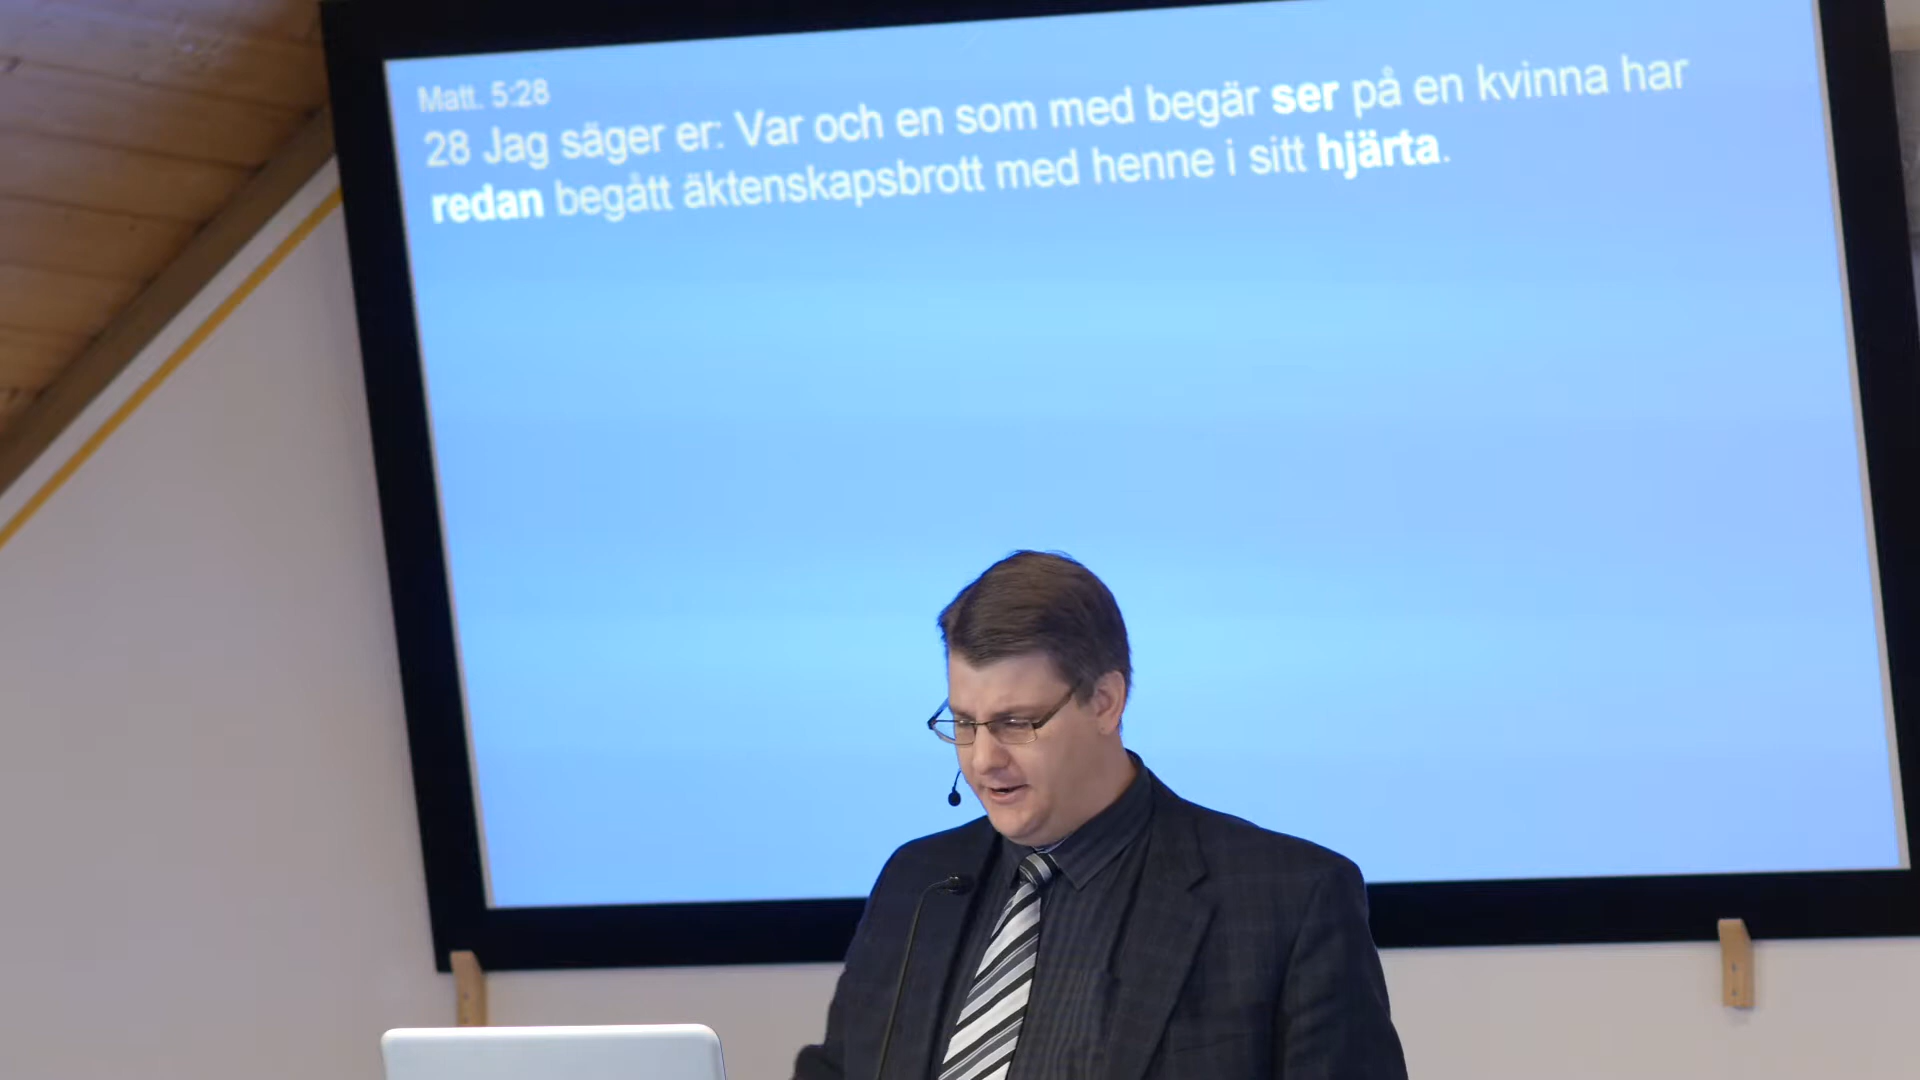 Matt. 5:28
28 Jag säger er: Var och en som med begär ser på en kvinna har
redan begått äktenskapsbrott med henne i sitt hjärta.